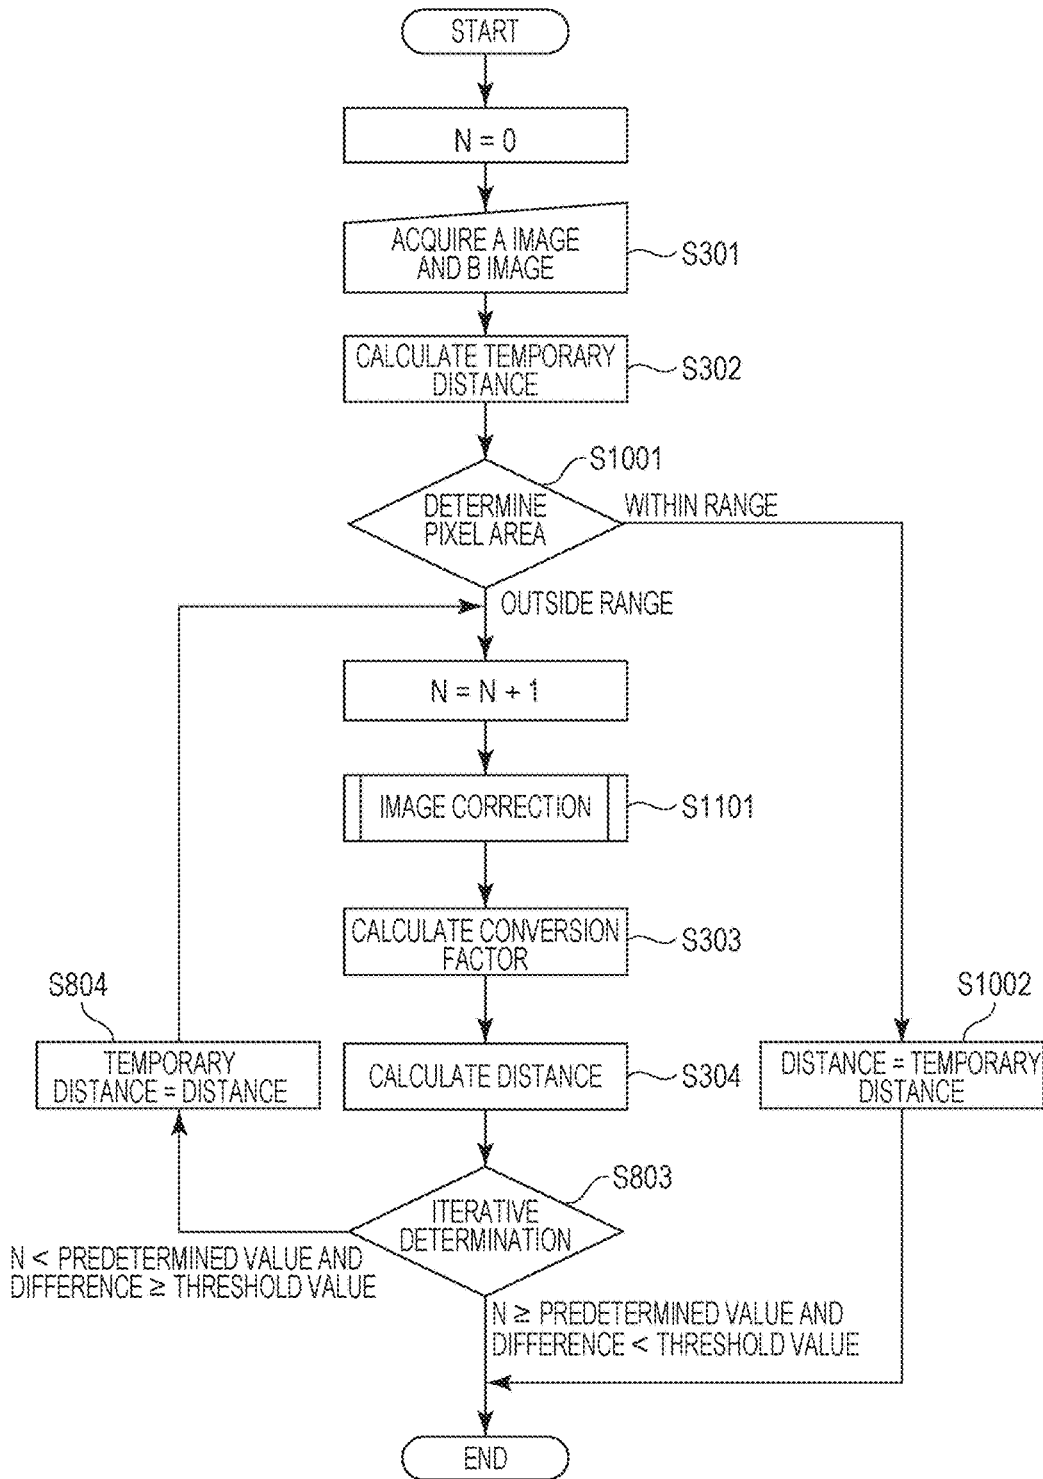 START
N = 0
ACQUIRE A IMAGE
AND B IMAGE
S301
CALCULATE TEMPORARY
DISTANCE
S302
S1001
DETERMINE
PIXEL AREA
WITHIN RANGE
OUTSIDE RANGE
N = N + 1
IMAGE CORRECTION
S1101
CALCULATE CONVERSION
FACTOR
S303
S804
TEMPORARY
DISTANCE = DISTANCE
CALCULATE DISTANCE
S304
S1002
DISTANCE = TEMPORARY
DISTANCE
S803
ITERATIVE
DETERMINATION
N < PREDETERMINED VALUE AND
DIFFERENCE ≥ THRESHOLD VALUE
N ≥ PREDETERMINED VALUE AND
DIFFERENCE < THRESHOLD VALUE
END